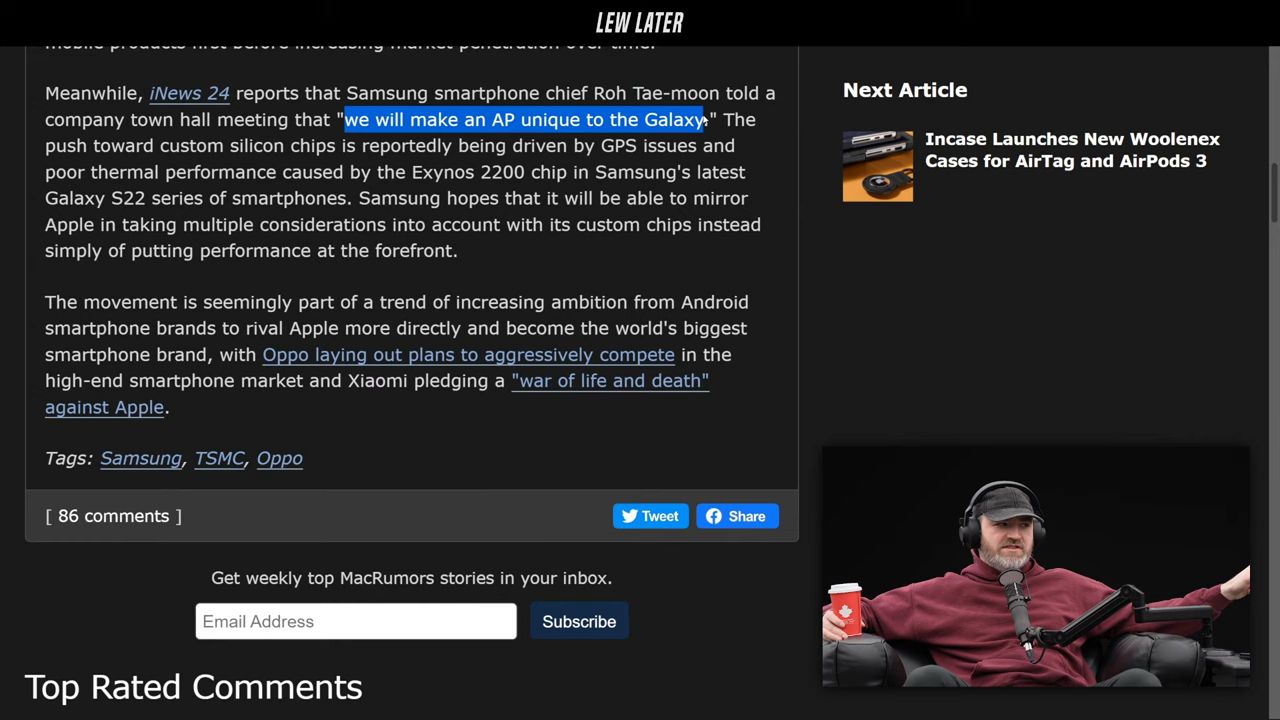 LEW LATER
mobile products first before increasing market penetration over time.
Meanwhile, iNews 24 reports that Samsung smartphone chief Roh Tae-moon told a
company town hall meeting that "we will make an AP unique to the Galaxy." The
push toward custom silicon chips is reportedly being driven by GPS issues and
poor thermal performance caused by the Exynos 2200 chip in Samsung's latest
Galaxy S22 series of smartphones. Samsung hopes that it will be able to mirror
Apple in taking multiple considerations into account with its custom chips instead
simply of putting performance at the forefront.
The movement is seemingly part of a trend of increasing ambition from Android
smartphone brands to rival Apple more directly and become the world's biggest
smartphone brand, with Oppo laying out plans to aggressively compete in the
high-end smartphone market and Xiaomi pledging a "war of life and death"
against Apple.
Tags: Samsung, TSMC, Oppo
[ 86 comments ]
Tweet
Share
Get weekly top MacRumors stories in your inbox.
Email Address
Subscribe
Top Rated Comments
Next Article
Incase Launches New Woolenex
Cases for AirTag and AirPods 3